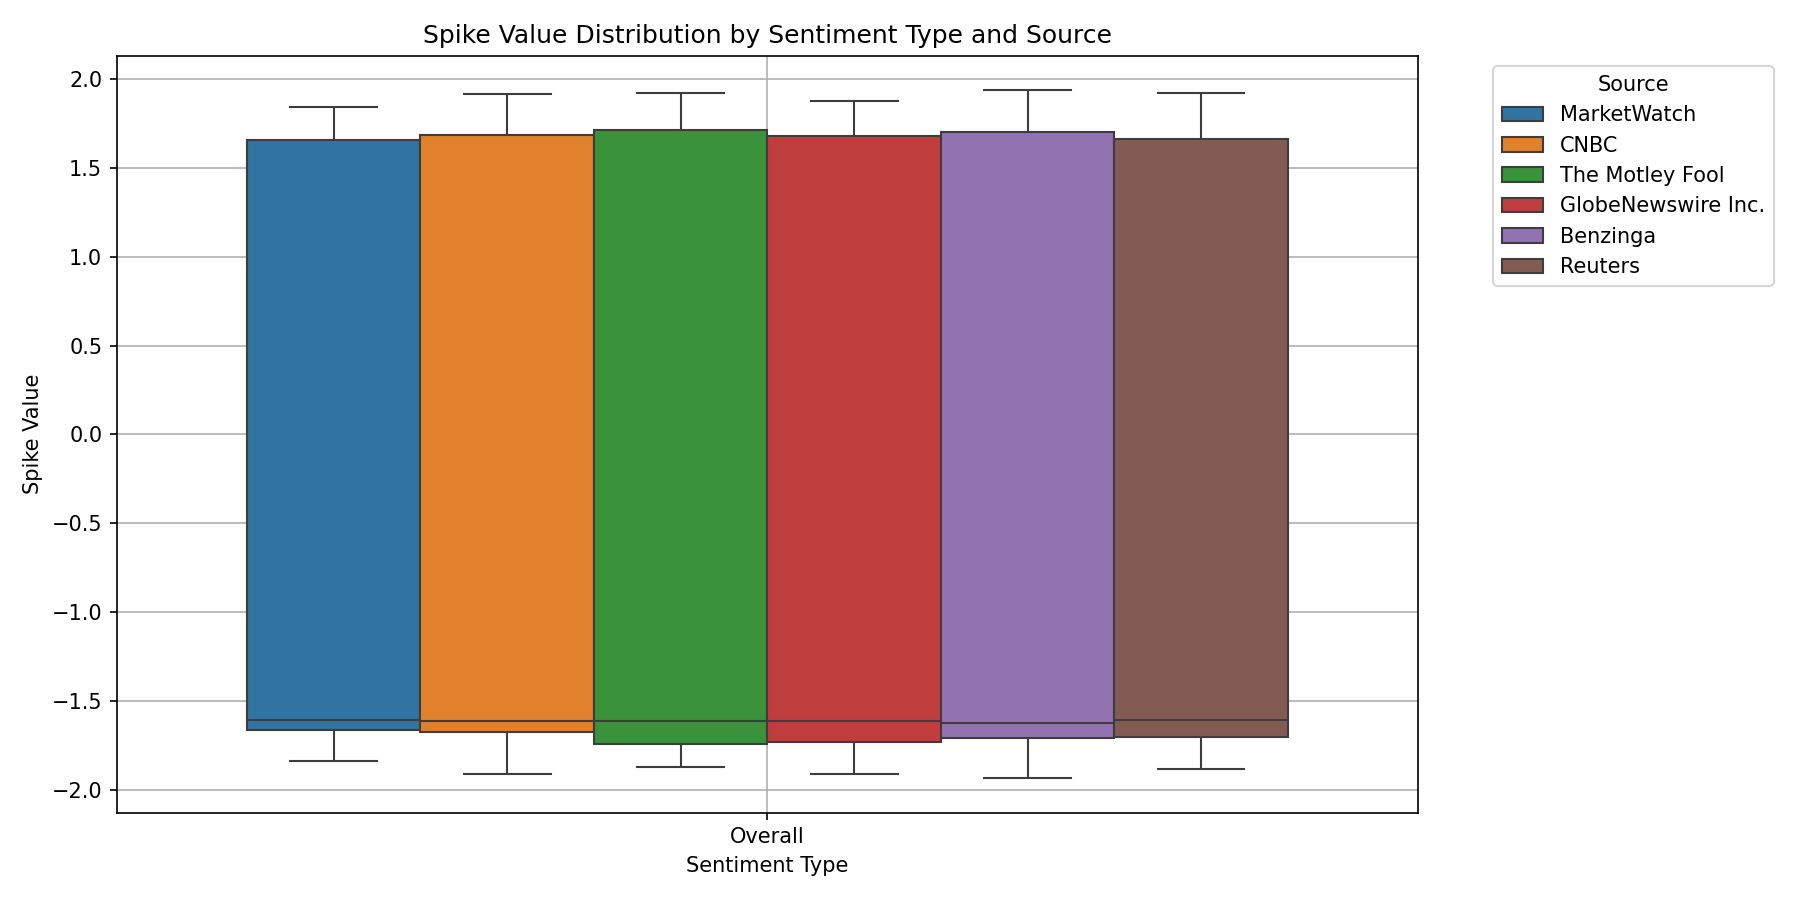 Spike Value Distribution by Sentiment Type and Source
2.0
1.5
1.0
0.5
0.0
−0.5
−1.0
−1.5
−2.0
Spike Value
Overall
Sentiment Type
Source
MarketWatch
CNBC
The Motley Fool
GlobeNewswire Inc.
Benzinga
Reuters